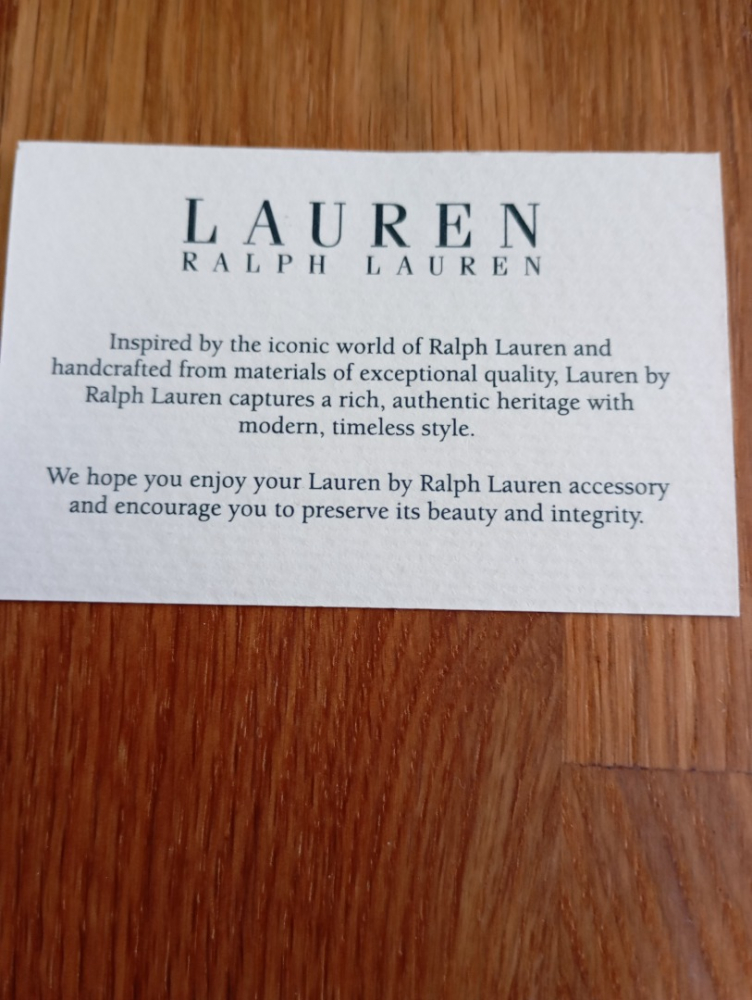 LAUREN
RALPH LAUREN
Inspired by the iconic world of Ralph Lauren and
handcrafted from materials of exceptional quality, Lauren by
Ralph Lauren captures a rich, authentic heritage with
modern, timeless style.
We hope you enjoy your Lauren by Ralph Lauren accessory
and encourage you to preserve its beauty and integrity.